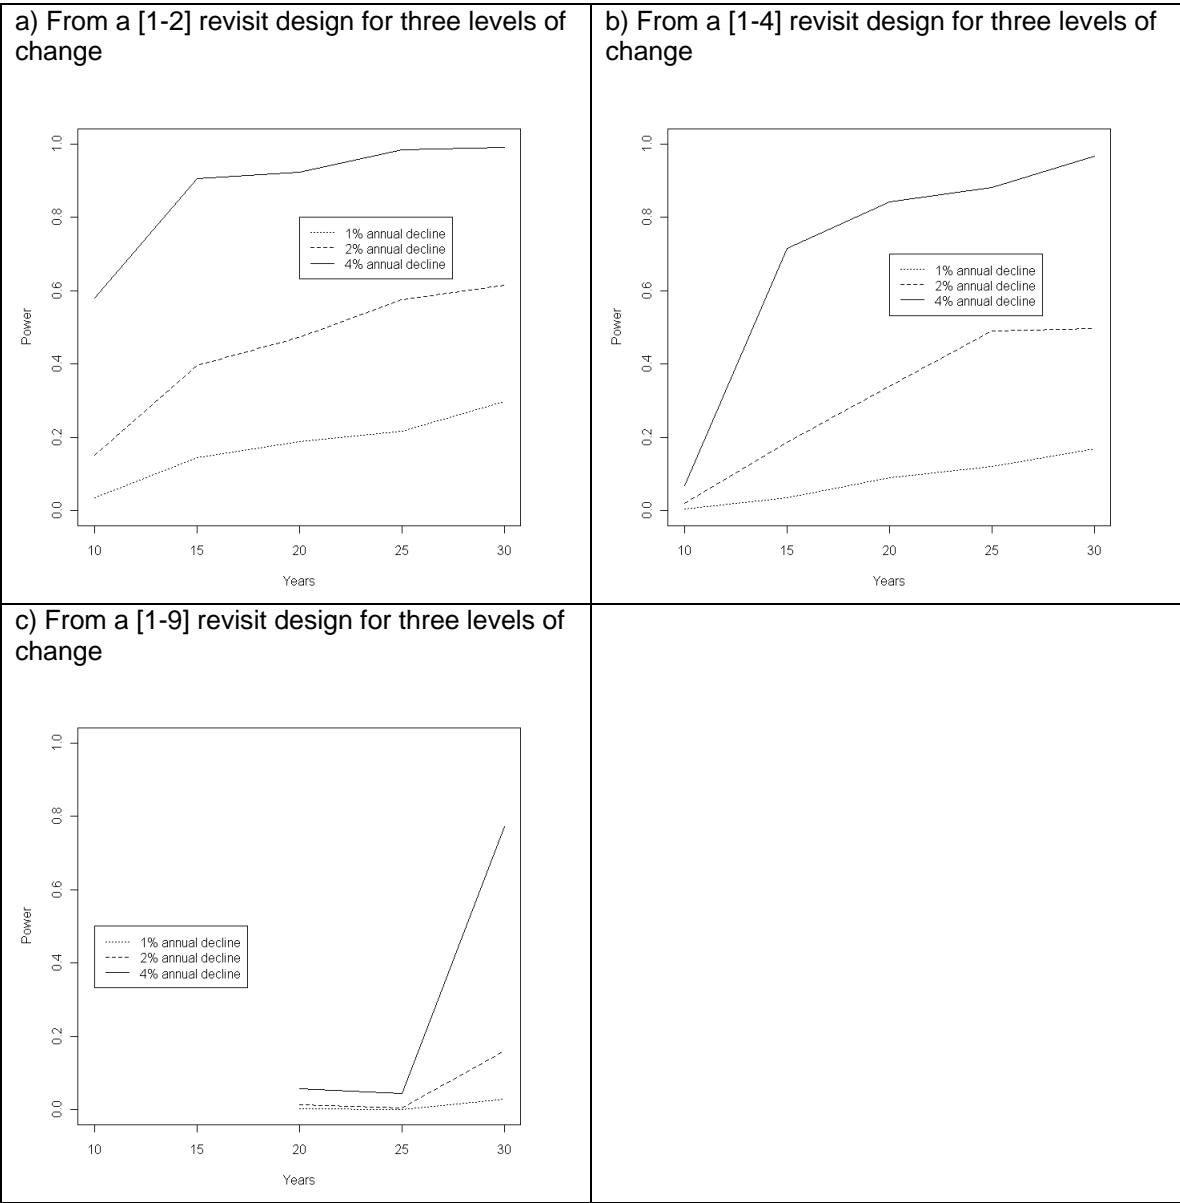 a) From a [1-2] revisit design for three levels of
change
1.0
0.8
0.6
0.4
0.2
0.0
Power
1% annual decline
2% annual decline
4% annual decline
10 15 20 25 30
Years
b) From a [1-4] revisit design for three levels of
change
1.0
0.8
0.6
0.4
0.2
0.0
Power
1% annual decline
2% annual decline
4% annual decline
10 15 20 25 30
Years
c) From a [1-9] revisit design for three levels of
change
1.0
0.8
0.6
0.4
0.2
0.0
Power
1% annual decline
2% annual decline
4% annual decline
10 15 20 25 30
Years